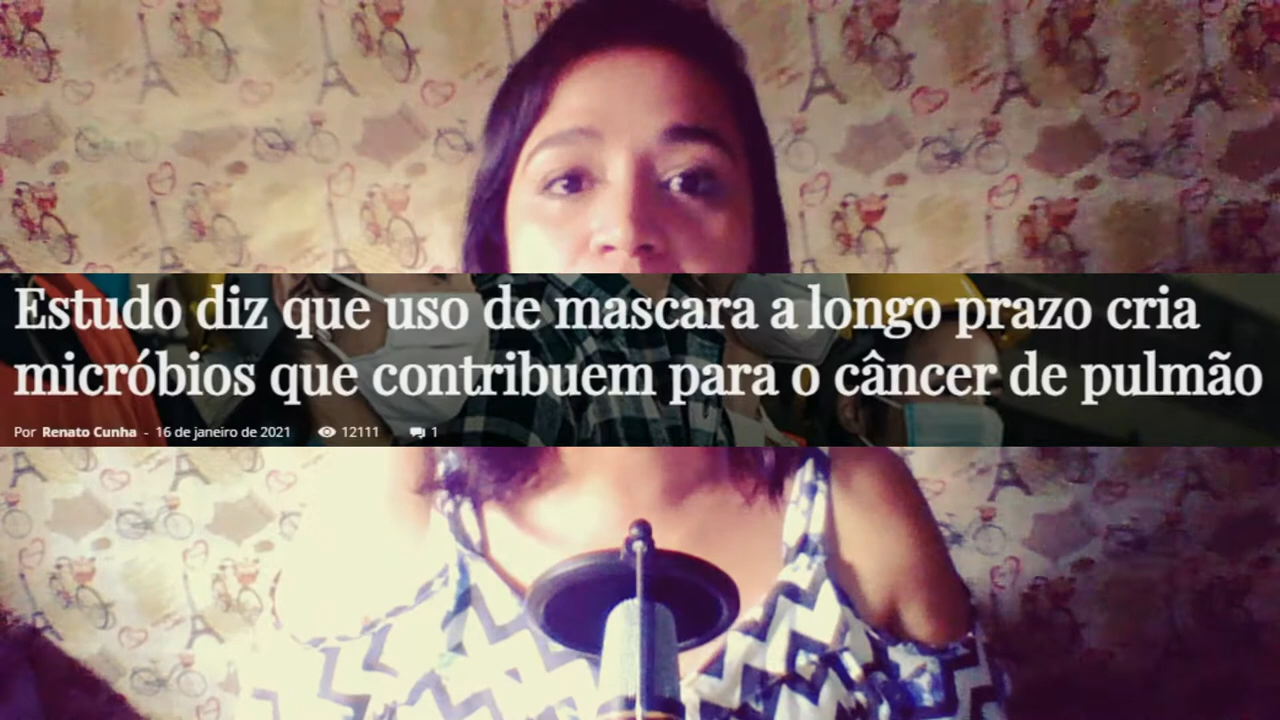 Estudo diz que uso de mascara a longo prazo cria
micróbios que contribuem para o câncer de pulmão
Por Renato Cunha - 16 de janeiro de 2021 12111 1